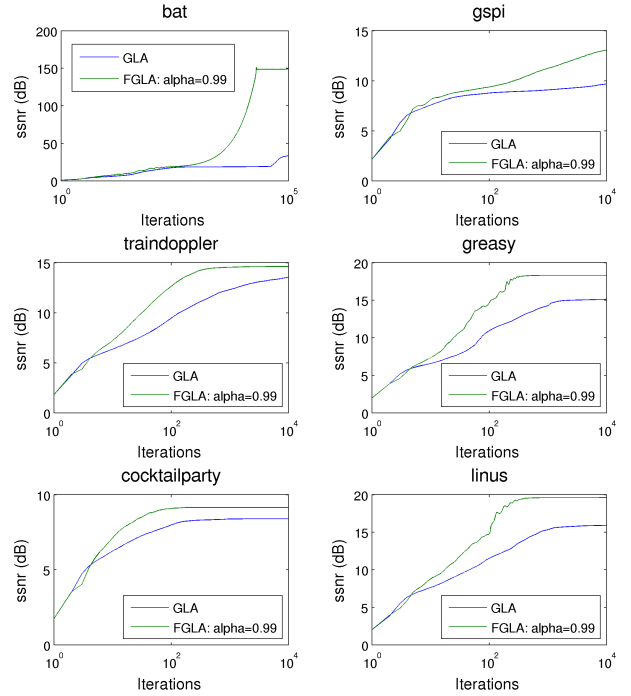 bat
200
150
100
50
0
ssnr (dB)
GLA
FGLA: alpha=0.99
10^0
10^5
Iterations
gspi
15
10
5
0
ssnr (dB)
GLA
FGLA: alpha=0.99
10^0
10^2
10^4
Iterations
traindoppler
15
10
5
0
ssnr (dB)
GLA
FGLA: alpha=0.99
10^0
10^2
10^4
Iterations
greasy
20
15
10
5
0
ssnr (dB)
GLA
FGLA: alpha=0.99
10^0
10^2
10^4
Iterations
cocktailparty
10
5
0
ssnr (dB)
GLA
FGLA: alpha=0.99
10^0
10^2
10^4
Iterations
linus
20
15
10
5
0
ssnr (dB)
GLA
FGLA: alpha=0.99
10^0
10^2
10^4
Iterations